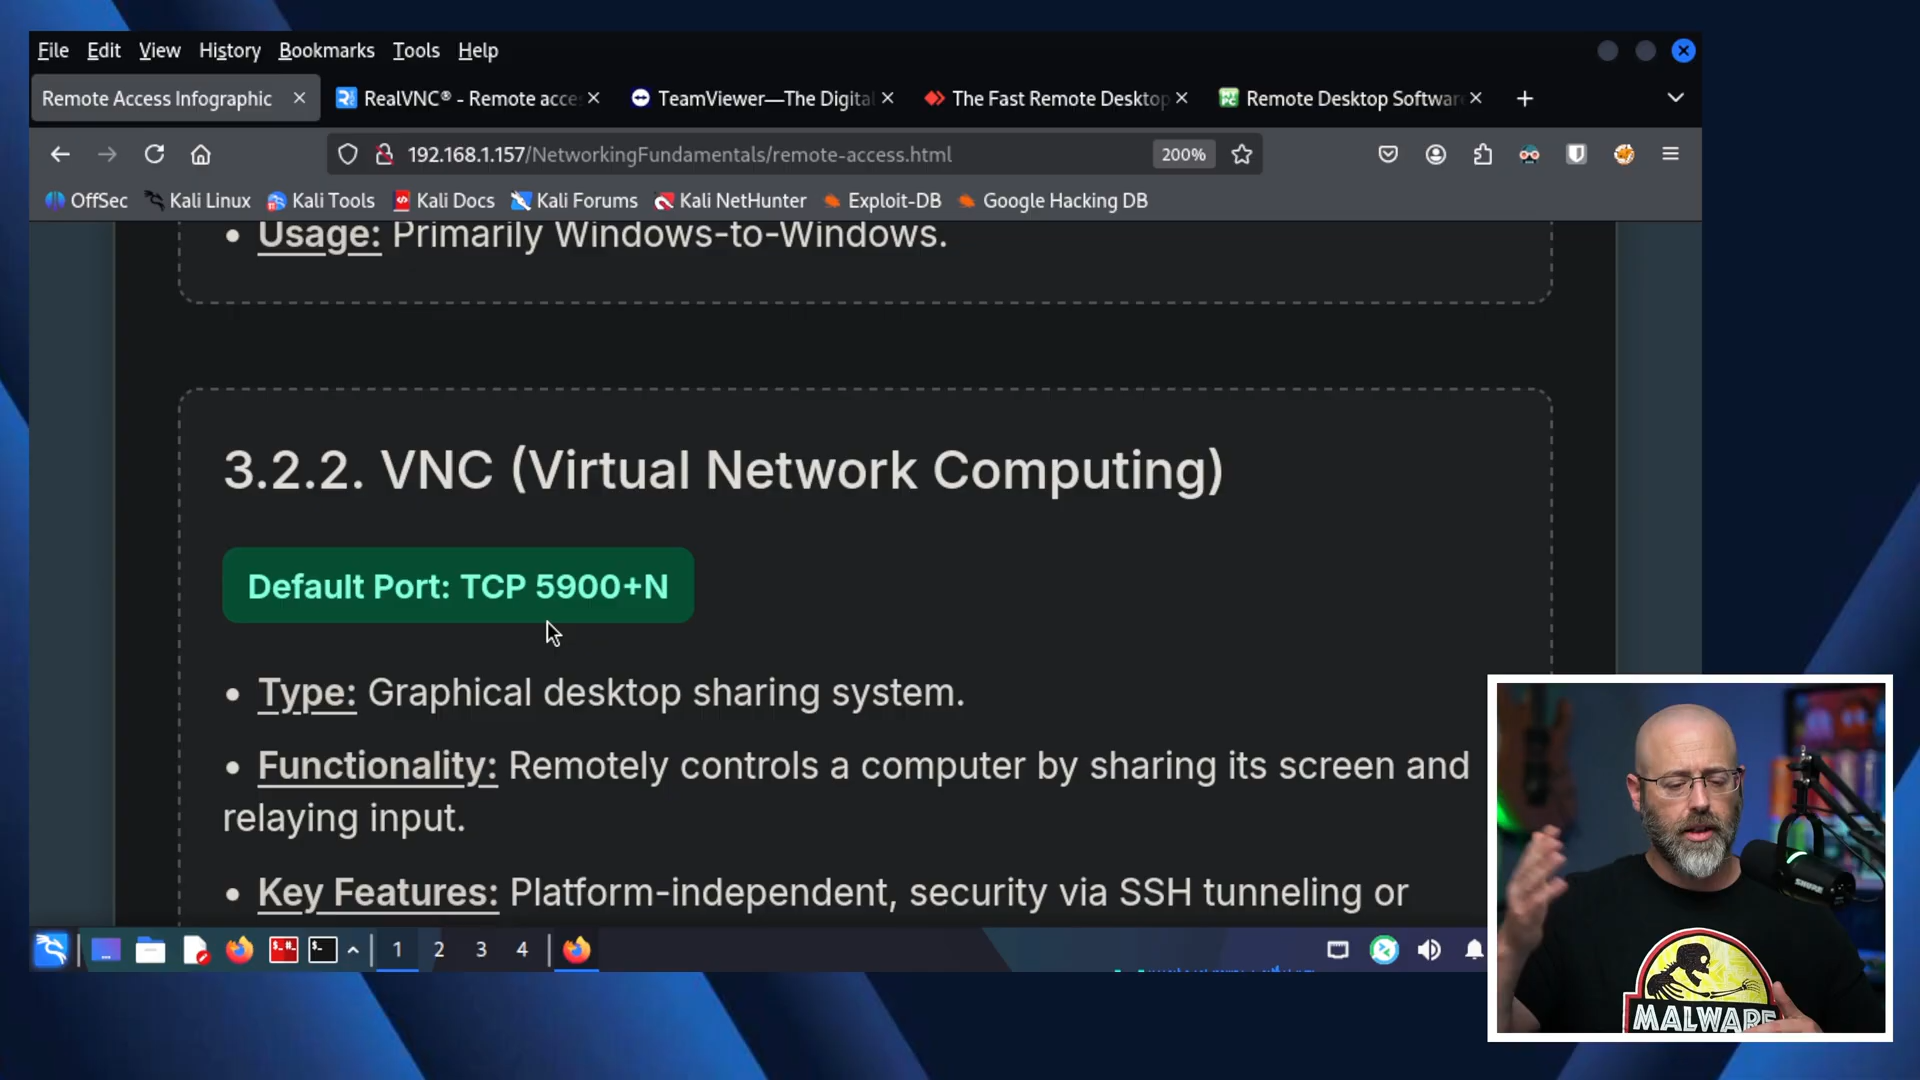 File Edit View History Bookmarks Tools Help
Remote Access Infographic
RealVNC® - Remote acce
TeamViewer—The Digital
The Fast Remote Desktop
Remote Desktop Softwar
192.168.1.157/NetworkingFundamentals/remote-access.html
200%
OffSec Kali Linux Kali Tools Kali Docs Kali Forums Kali NetHunter Exploit-DB Google Hacking DB
• Usage: Primarily Windows-to-Windows.
3.2.2. VNC (Virtual Network Computing)
Default Port: TCP 5900+N
• Type: Graphical desktop sharing system.
• Functionality: Remotely controls a computer by sharing its screen and
relaying input.
• Key Features: Platform-independent, security via SSH tunneling or
1 2 3 4
SHURE
MALWARE